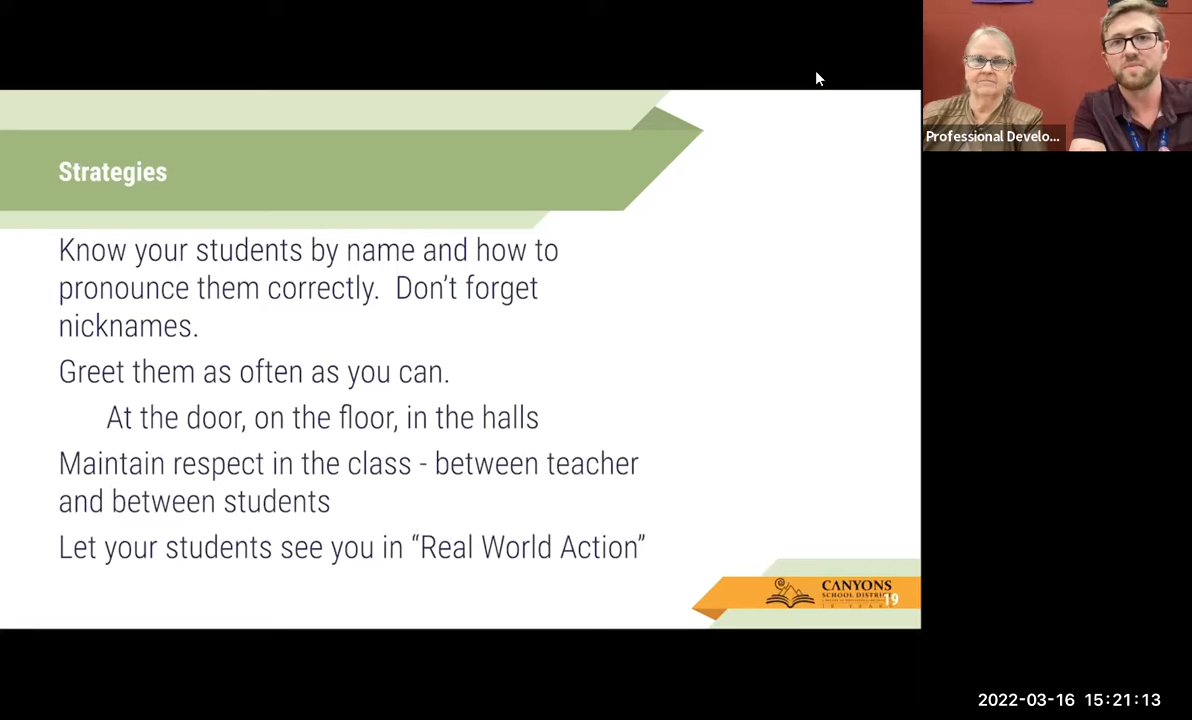 Professional Develo...
Strategies
Know your students by name and how to
pronounce them correctly.  Don't forget
nicknames.
Greet them as often as you can.
At the door, on the floor, in the halls
Maintain respect in the class - between teacher
and between students
Let your students see you in “Real World Action”
CANYONS
SCHOOL DISTRI
19
2022-03-16 15:21:13